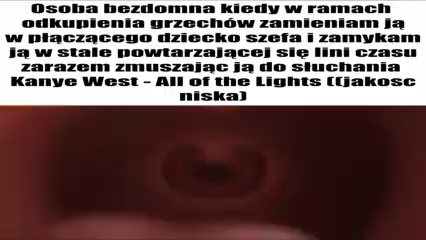 Osoba bezdomna kiedy w ramach
odkupienia grzechów zamieniam ją
w płączącego dziecko szefa i zamykam
ją w stale powtarzającej się lini czasu
zarazem zmuszając ją do słuchania
Kanye West - All of the Lights ((jakosc
niska)